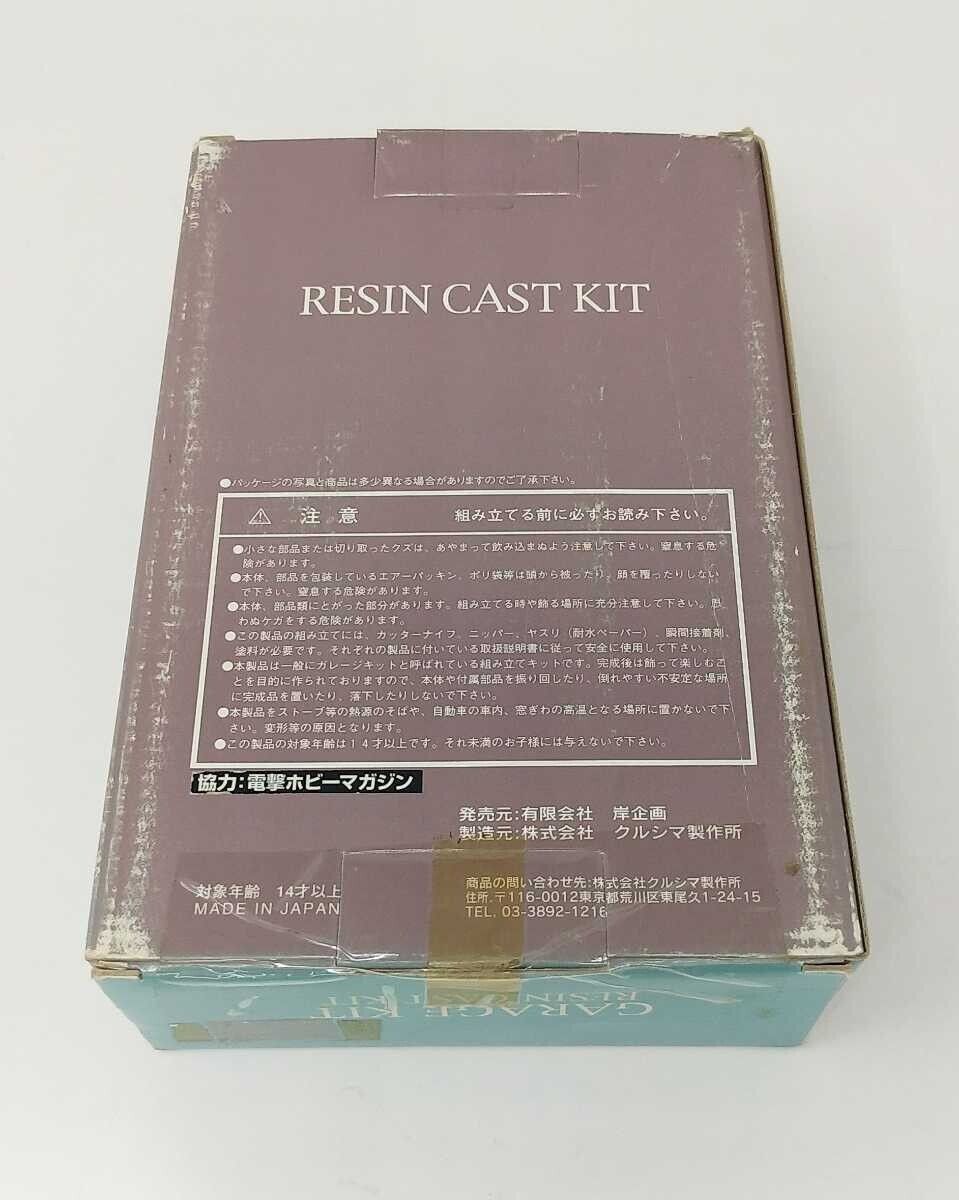 RESIN CAST KIT
●パッケージの写真と商品は多少異なる場合がありますのでご了承下さい。
⚠ 注意 組み立てる前に必ずお読み下さい。
●小さな部品または切り取ったクズは、あやまって飲み込まぬよう注意して下さい。窒息する危
険があります。
●本体、部品を包装しているエアーパッキン、ポリ袋等は頭から被ったり、顔を覆ったりしない
で下さい。窒息する危険があります。
●本体、部品類にとがった部分があります。組み立てる時や飾る場所に充分注意して下さい。思
わぬケガをする危険があります。
●この製品の組み立てには、カッターナイフ、ニッパー、ヤスリ（耐水ペーパー）、瞬間接着剤、
塗料が必要です。それぞれの製品に付いている取扱説明書に従って安全に使用して下さい。
●本製品は一般にガレージキットと呼ばれている組み立てキットです。完成後は飾って楽しむこ
とを目的に作られておりますので、本体や付属部品を振り回したり、倒れやすい不安定な場所
に完成品を置いたり、落下したりしないで下さい。
●本製品をストーブ等の熱源のそばや、自動車の車内、窓ぎわの高温となる場所に置かないで下
さい。変形等の原因となります。
●この製品の対象年齢は１４才以上です。それ未満のお子様には与えないで下さい。
協力:電撃ホビーマガジン
発売元:有限会社 岸企画
製造元:株式会社 クルシマ製作所
対象年齢 14才以上
MADE IN JAPAN
商品の問い合わせ先:株式会社クルシマ製作所
住所.〒116-0012東京都荒川区東尾久1-24-15
TEL. 03-3892-1216
GARAGE KIT
RESIN CAST KIT